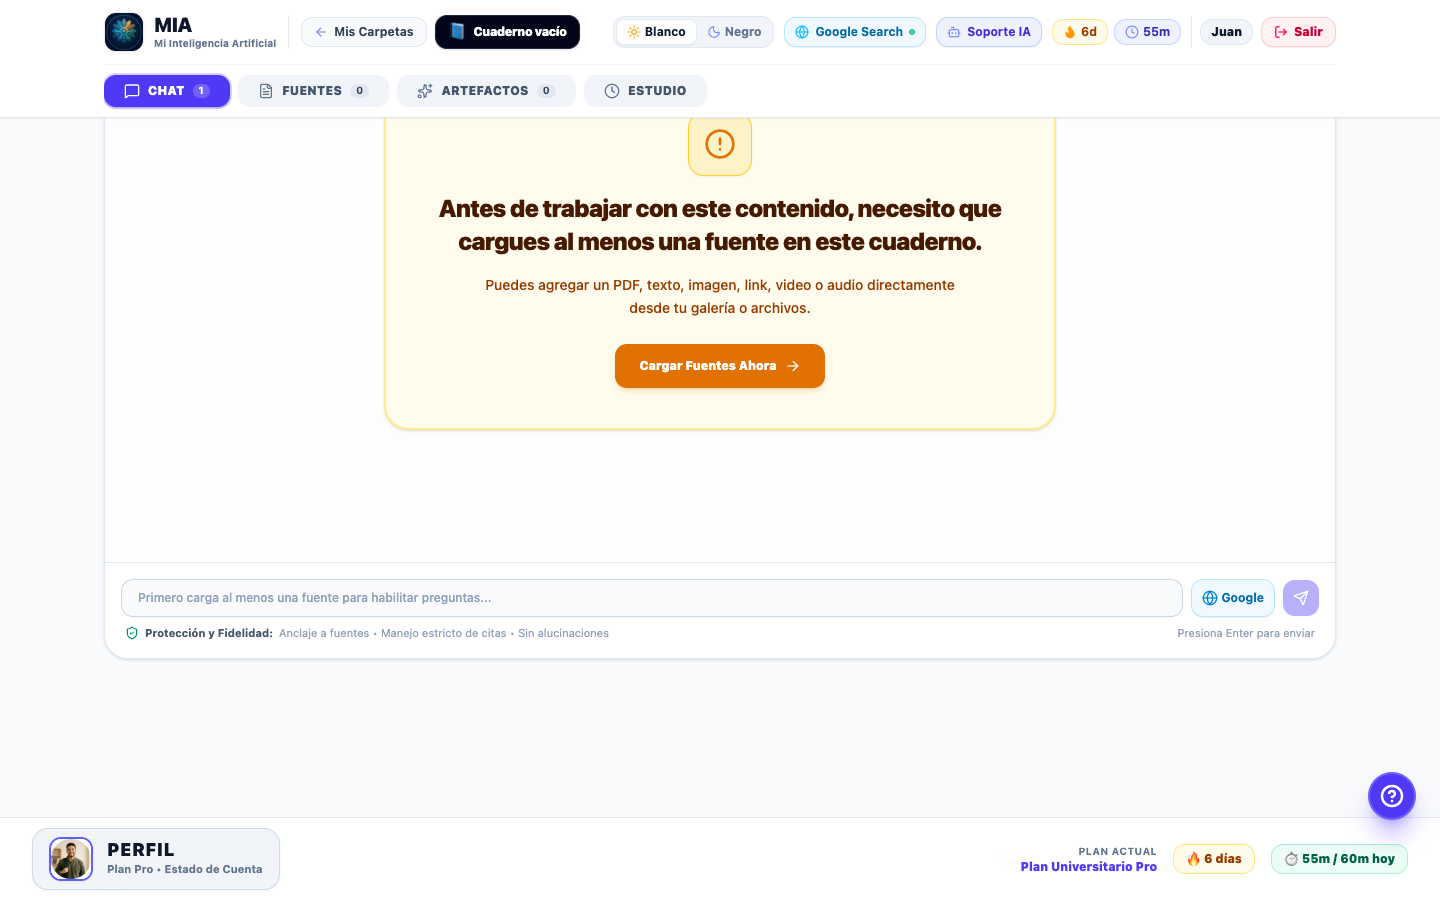 MIA
Mi Inteligencia Artificial
Mis Carpetas
Cuaderno vacío
Blanco
Negro
Google Search
Soporte IA
6d
55m
Juan
Salir
CHAT 1
FUENTES 0
ARTEFACTOS 0
ESTUDIO
Antes de trabajar con este contenido, necesito que
cargues al menos una fuente en este cuaderno.
Puedes agregar un PDF, texto, imagen, link, video o audio directamente
desde tu galería o archivos.
Cargar Fuentes Ahora
Primero carga al menos una fuente para habilitar preguntas...
Google
Protección y Fidelidad: Anclaje a fuentes • Manejo estricto de citas • Sin alucinaciones
Presiona Enter para enviar
PERFIL
Plan Pro • Estado de Cuenta
PLAN ACTUAL
Plan Universitario Pro
6 días
55m / 60m hoy